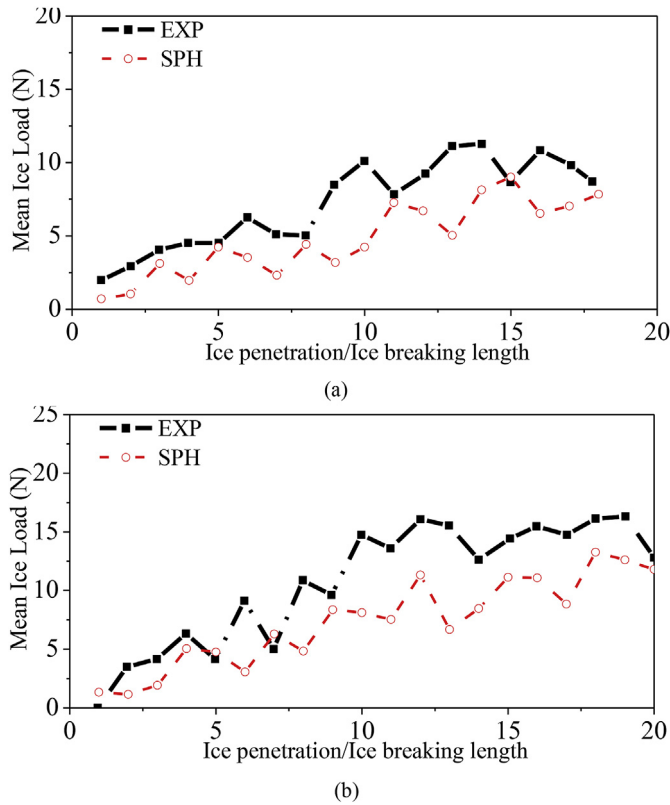 20
EXP
SPH
15
10
5
0
Mean Ice Load (N)
0 5 10 15 20
Ice penetration/Ice breaking length
(a)
25
EXP
SPH
20
15
10
5
0
Mean Ice Load (N)
0 5 10 15 20
Ice penetration/Ice breaking length
(b)